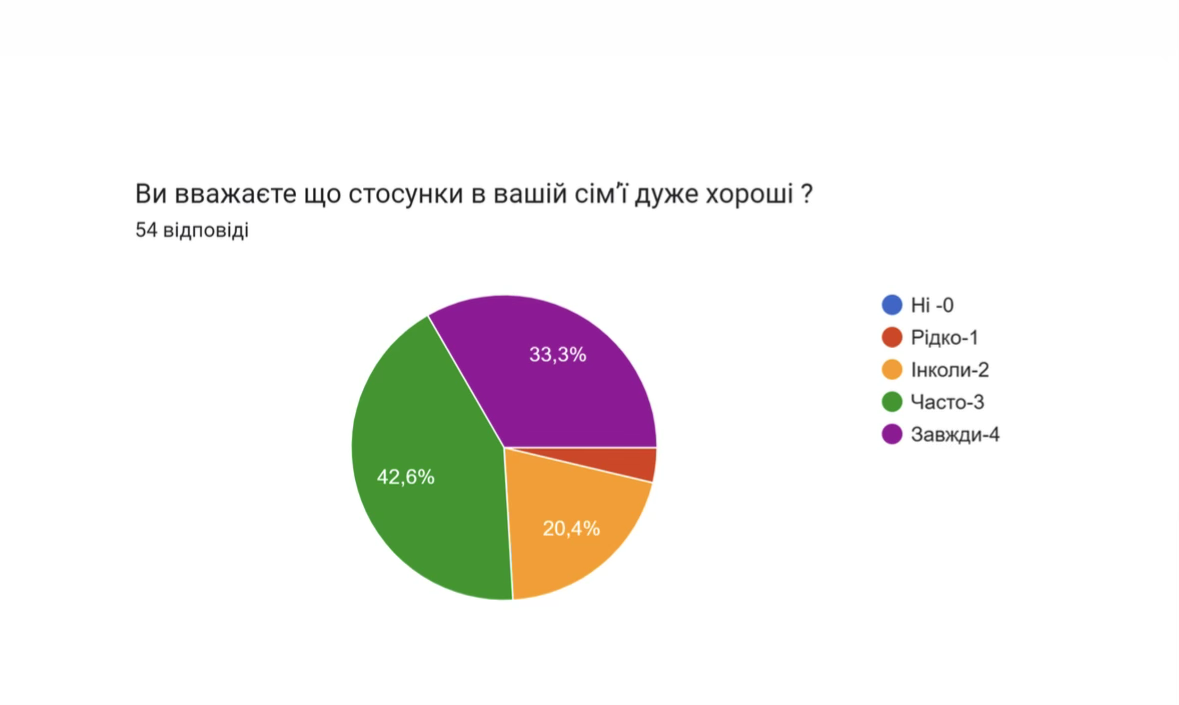 Ви вважаєте що стосунки в вашій сім'ї дуже хороші ?
54 відповіді
33,3%
42,6%
20,4%
Ні -0
Рідко-1
Інколи-2
Часто-3
Завжди-4